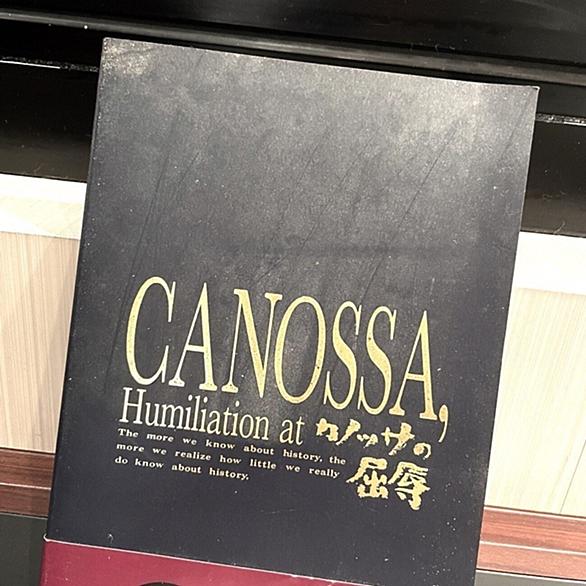 CANOSSA,
Humiliation at
カノッサの
屈辱
The more we know about history, the
more we realize how little we really
do know about history.